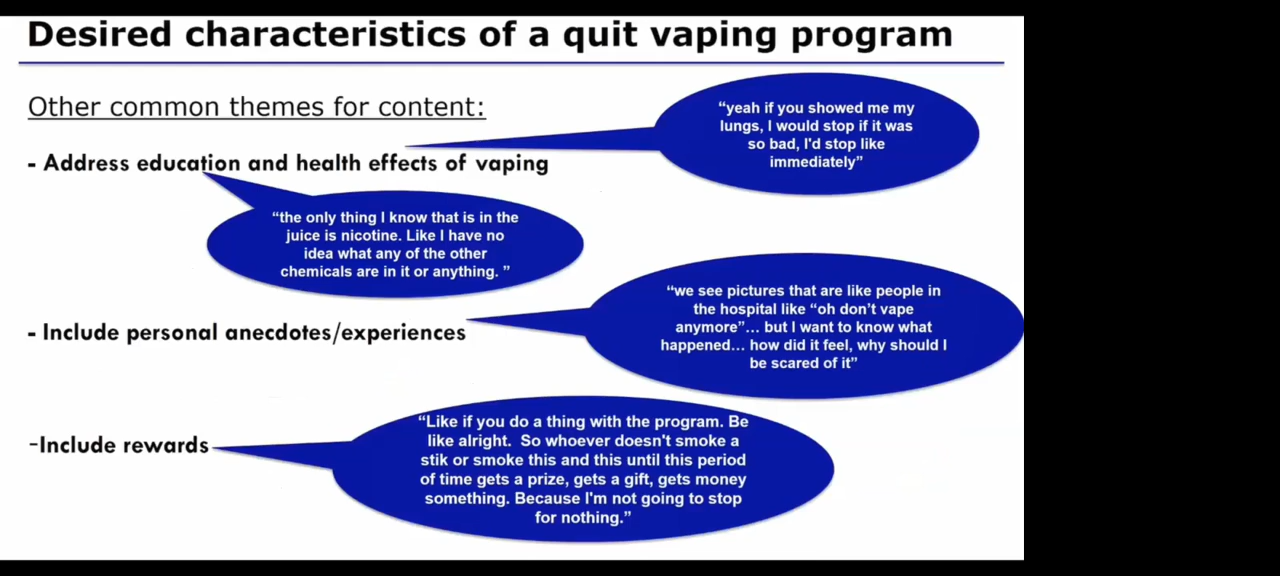 Desired characteristics of a quit vaping program
Other common themes for content:
“yeah if you showed me my
lungs, I would stop if it was
so bad, I'd stop like
immediately”
- Address education and health effects of vaping
“the only thing I know that is in the
juice is nicotine. Like I have no
idea what any of the other
chemicals are in it or anything. ”
“we see pictures that are like people in
the hospital like “oh don’t vape
anymore”... but I want to know what
happened... how did it feel, why should I
be scared of it”
- Include personal anecdotes/experiences
“Like if you do a thing with the program. Be
like alright.  So whoever doesn't smoke a
stik or smoke this and this until this period
of time gets a prize, gets a gift, gets money
something. Because I'm not going to stop
for nothing.”
-Include rewards